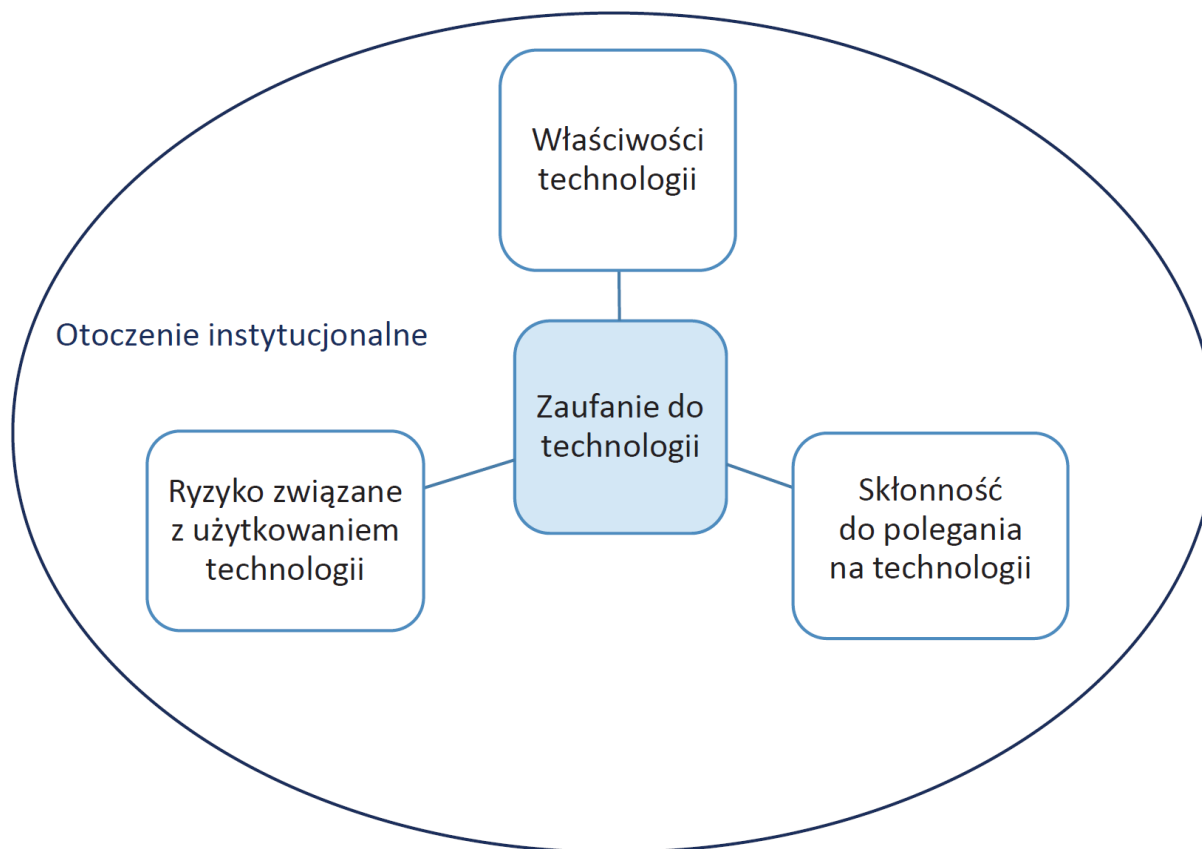 Właściwości
technologii
Otoczenie instytucjonalne
Zaufanie do
technologii
Ryzyko związane
z użytkowaniem
technologii
Skłonność
do polegania
na technologii